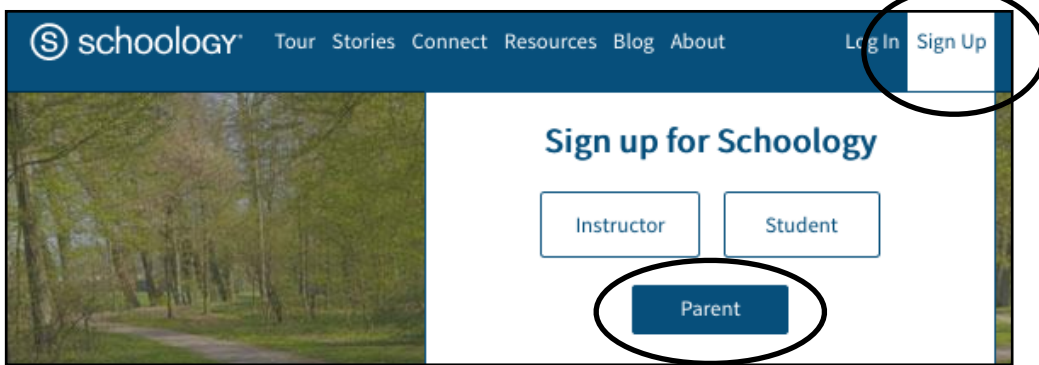 S schoology Tour Stories Connect Resources Blog About Log In Sign Up
Sign up for Schoology
Instructor Student
Parent